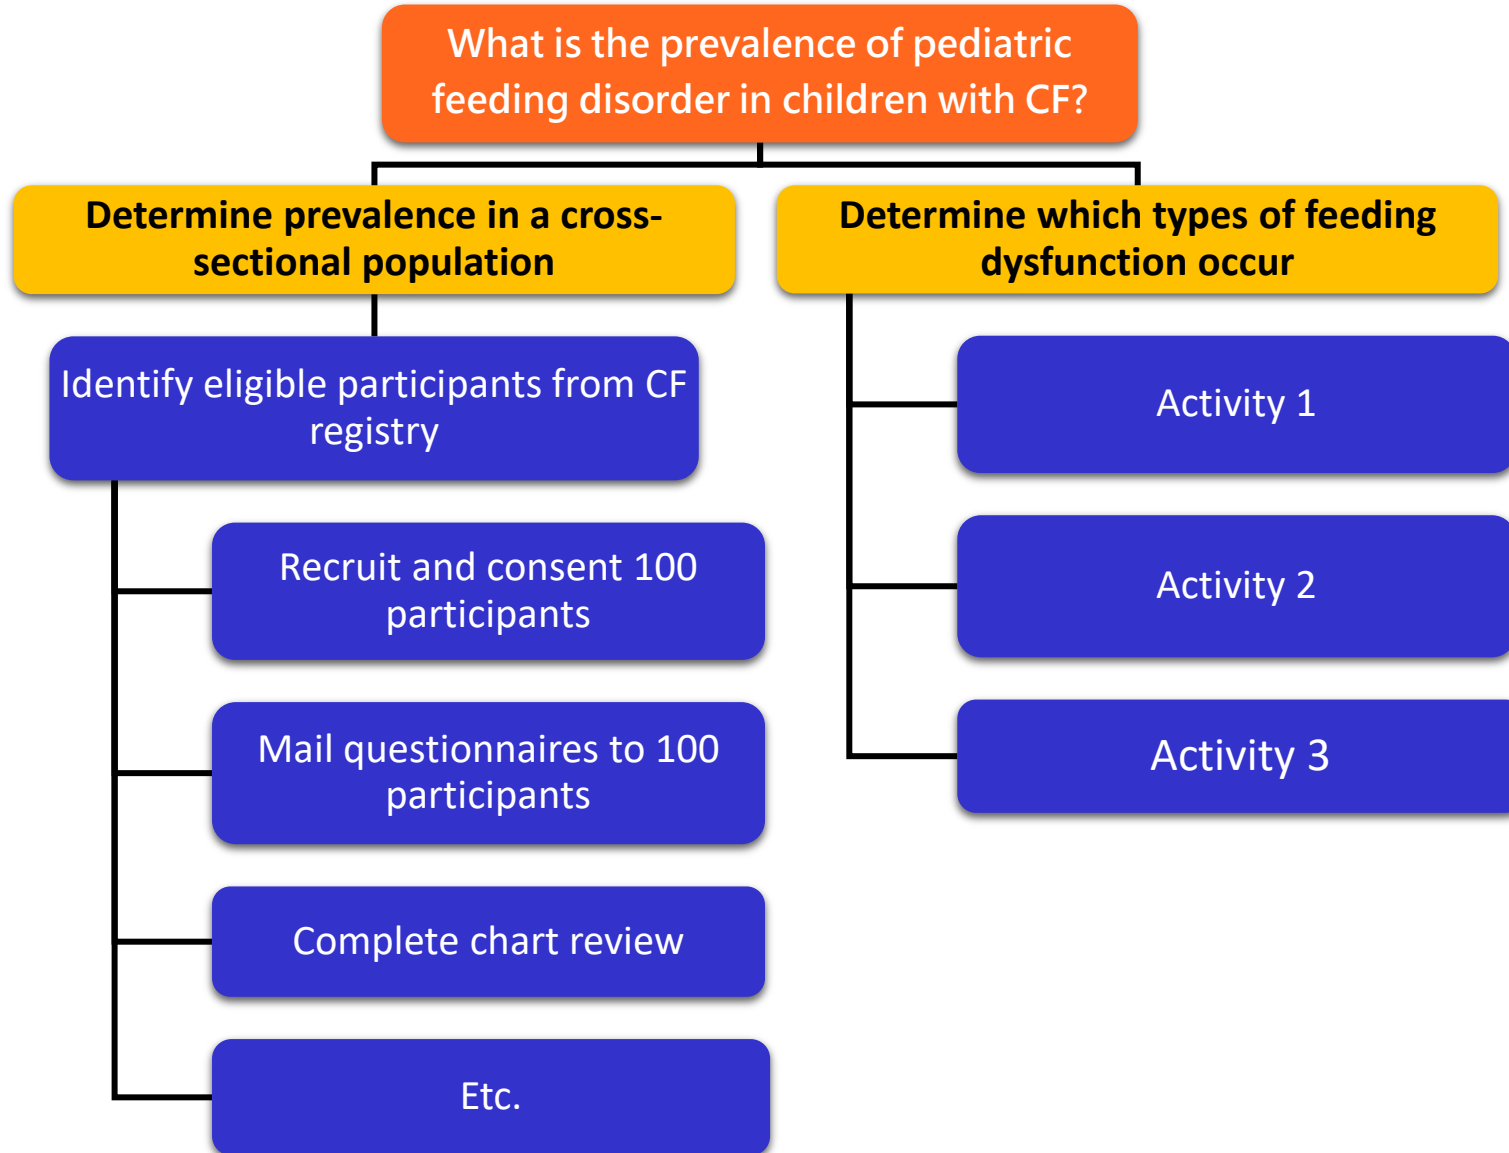 What is the prevalence of pediatric
feeding disorder in children with CF?
Determine prevalence in a cross-
sectional population
Identify eligible participants from CF
registry
Recruit and consent 100
participants
Mail questionnaires to 100
participants
Complete chart review
Etc.
Determine which types of feeding
dysfunction occur
Activity 1
Activity 2
Activity 3